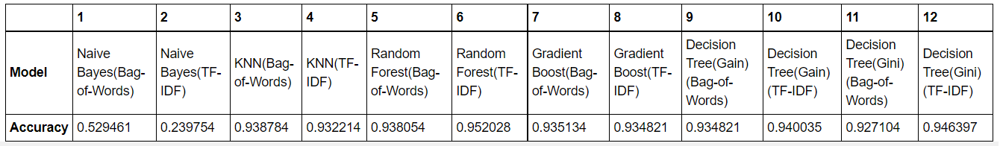 1 2 3 4 5 6 7 8 9 10 11 12
Model Naive Bayes(Bag-of-Words) Naive Bayes(TF-IDF) KNN(Bag-of-Words) KNN(TF-IDF) Random Forest(Bag-of-Words) Random Forest(TF-IDF) Gradient Boost(Bag-of-Words) Gradient Boost(TF-IDF) Decision Tree(Gain)(Bag-of-Words) Decision Tree(Gain)(TF-IDF) Decision Tree(Gini)(Bag-of-Words) Decision Tree(Gini)(TF-IDF)
Accuracy 0.529461 0.239754 0.938784 0.932214 0.938054 0.952028 0.935134 0.934821 0.934821 0.940035 0.927104 0.946397